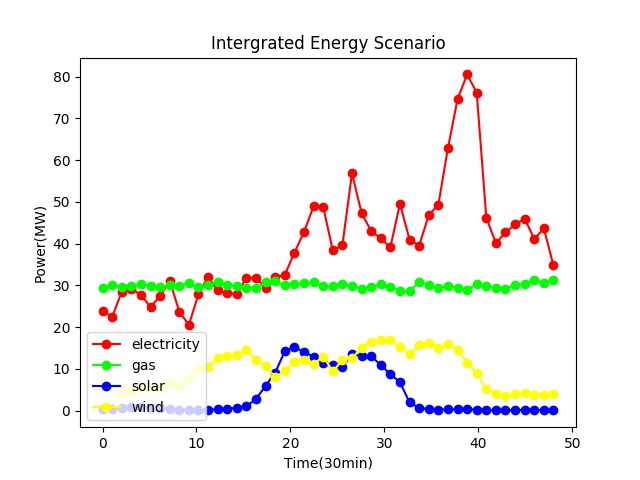 Intergrated Energy Scenario
Power(MW)
80
70
60
50
40
30
20
10
0
electricity
gas
solar
wind
0 10 20 30 40 50
Time(30min)